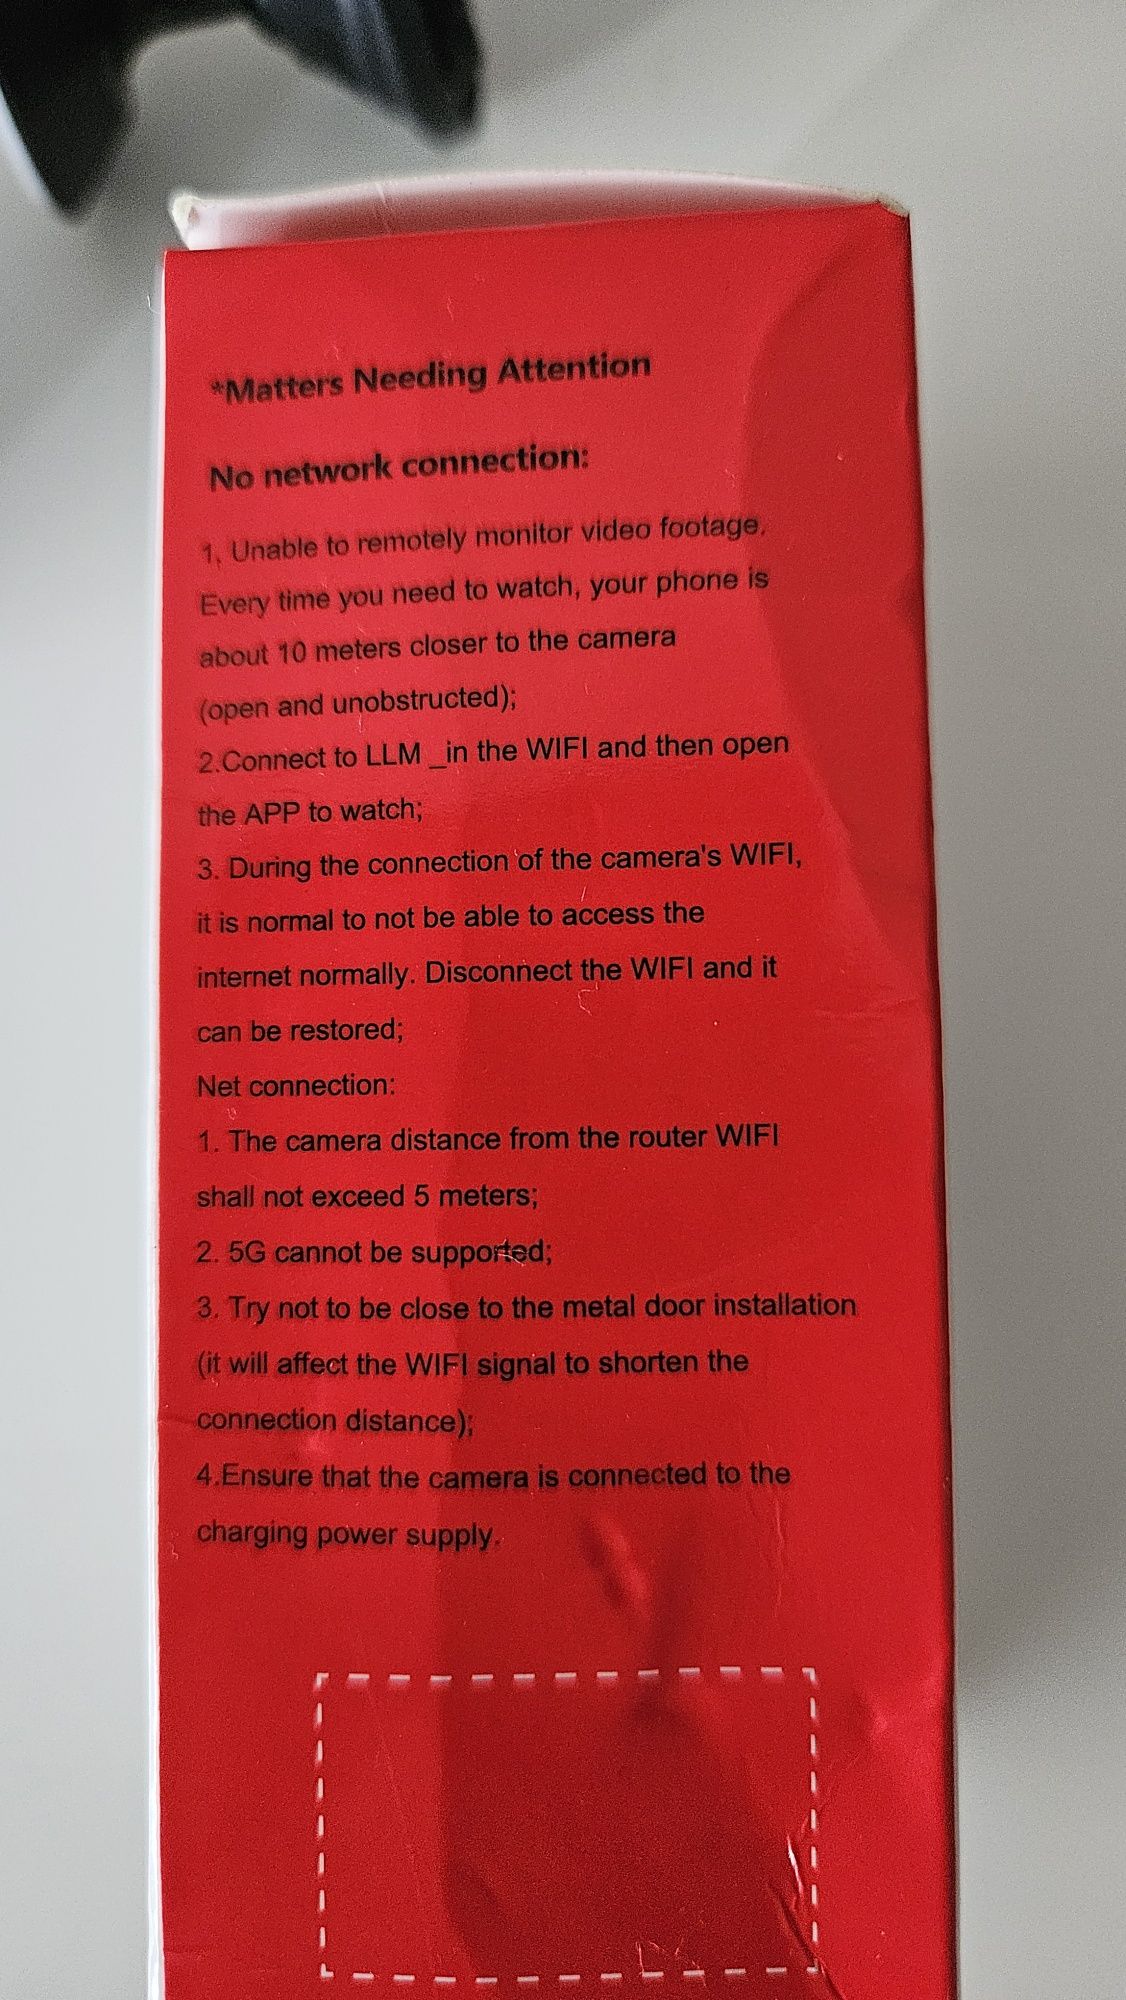 *Matters Needing Attention
No network connection:
1, Unable to remotely monitor video footage.
Every time you need to watch, your phone is
about 10 meters closer to the camera
(open and unobstructed);
2.Connect to LLM _in the WIFI and then open
the APP to watch;
3. During the connection of the camera's WIFI,
it is normal to not be able to access the
internet normally. Disconnect the WIFI and it
can be restored;
Net connection:
1. The camera distance from the router WIFI
shall not exceed 5 meters;
2. 5G cannot be supported;
3. Try not to be close to the metal door installation
(it will affect the WIFI signal to shorten the
connection distance);
4.Ensure that the camera is connected to the
charging power supply.